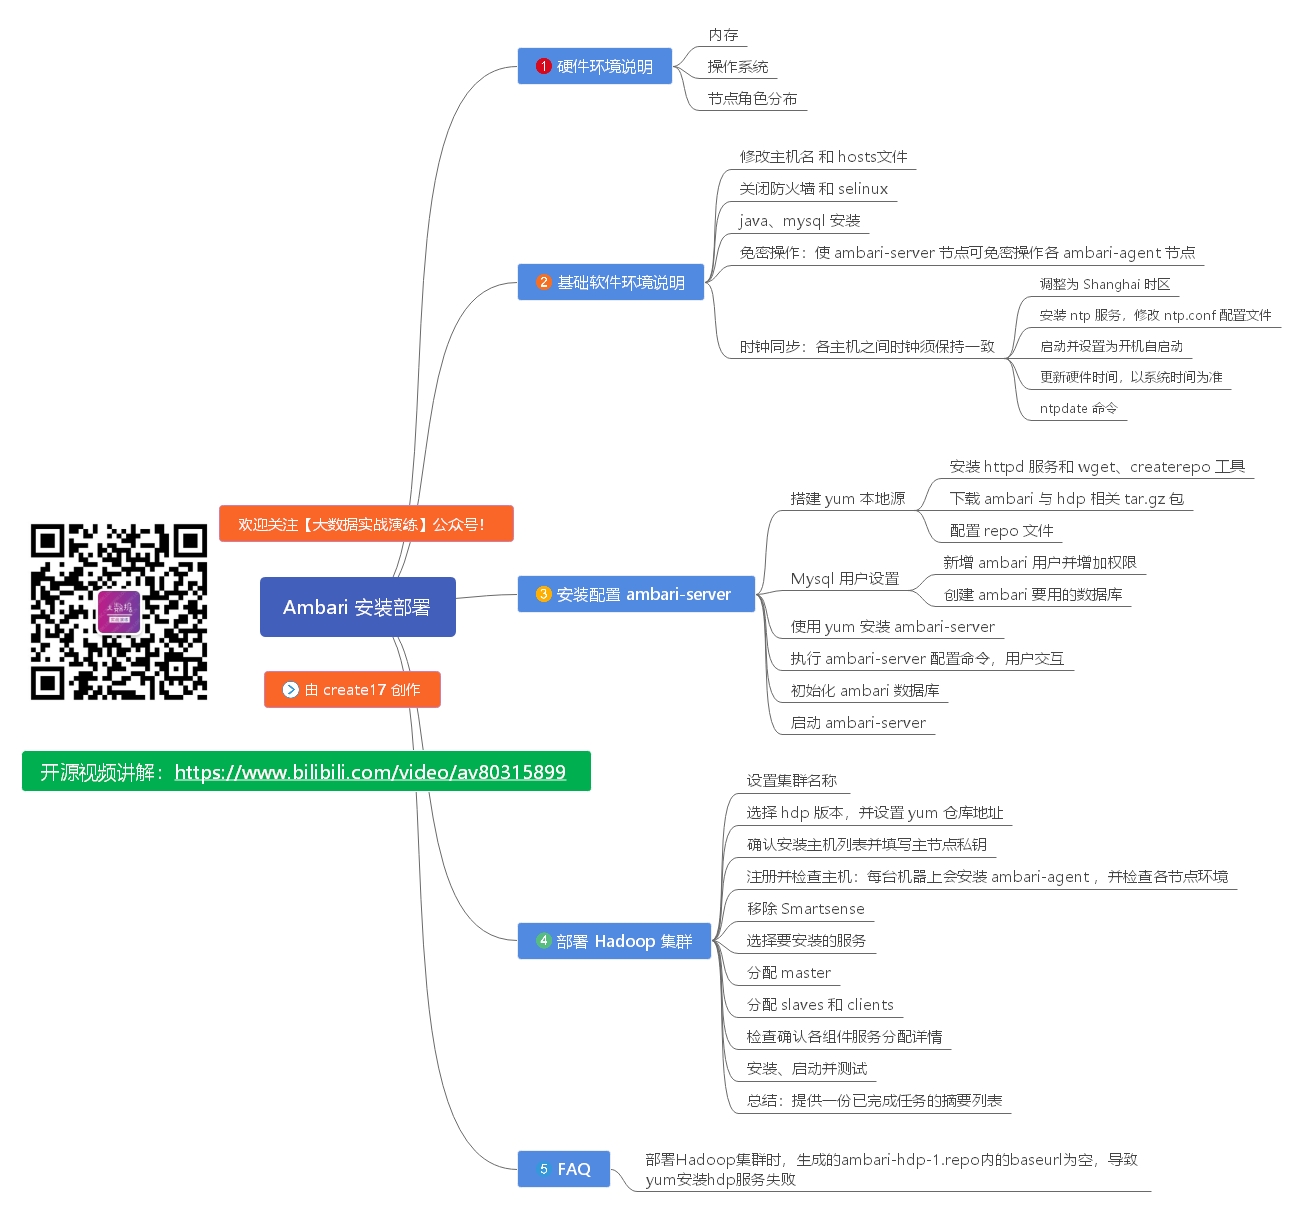 Ambari 安装部署
欢迎关注【大数据实战演练】公众号！
由 create17 创作
开源视频讲解：https://www.bilibili.com/video/av80315899
1 硬件环境说明
内存
操作系统
节点角色分布
2 基础软件环境说明
修改主机名 和 hosts文件
关闭防火墙 和 selinux
java、mysql 安装
免密操作：使 ambari-server 节点可免密操作各 ambari-agent 节点
时钟同步：各主机之间时钟须保持一致
调整为 Shanghai 时区
安装 ntp 服务，修改 ntp.conf 配置文件
启动并设置为开机自启动
更新硬件时间，以系统时间为准
ntpdate 命令
3 安装配置 ambari-server
搭建 yum 本地源
安装 httpd 服务和 wget、createrepo 工具
下载 ambari 与 hdp 相关 tar.gz 包
配置 repo 文件
Mysql 用户设置
新增 ambari 用户并增加权限
创建 ambari 要用的数据库
使用 yum 安装 ambari-server
执行 ambari-server 配置命令，用户交互
初始化 ambari 数据库
启动 ambari-server
4 部署 Hadoop 集群
设置集群名称
选择 hdp 版本，并设置 yum 仓库地址
确认安装主机列表并填写主节点私钥
注册并检查主机：每台机器上会安装 ambari-agent ，并检查各节点环境
移除 Smartsense
选择要安装的服务
分配 master
分配 slaves 和 clients
检查确认各组件服务分配详情
安装、启动并测试
总结：提供一份已完成任务的摘要列表
5 FAQ
部署Hadoop集群时，生成的ambari-hdp-1.repo内的baseurl为空，导致
yum安装hdp服务失败